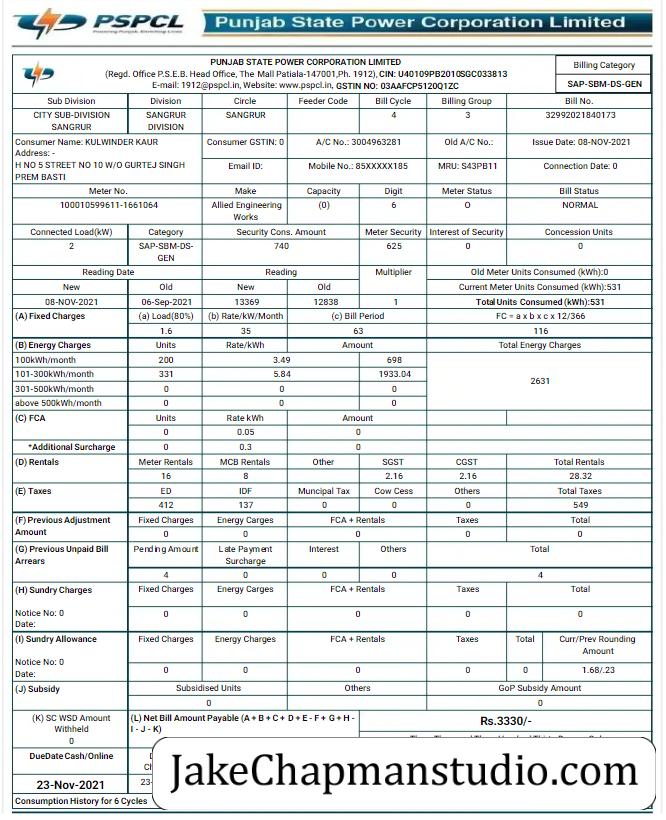 PSPCL
Punjab State Power Corporation Limited
PUNJAB STATE POWER CORPORATION LIMITED
(Regd. Office P.S.E.B. Head Office, The Mall Patiala-147001,Ph. 1912), CIN: U40109PB2010SGC033813
E-mail: 1912@pspcl.in, Website: www.pspcl.in, GSTIN NO: 03AAFCP5120Q1ZC
Billing Category
SAP-SBM-DS-GEN
Sub Division Division Circle Feeder Code Bill Cycle Billing Group Bill No.
CITY SUB-DIVISION SANGRUR SANGRUR 4 3 32992021840173
SANGRUR DIVISION
Consumer Name: KULWINDER KAUR Consumer GSTIN: 0 A/C No.: 3004963281 Old A/C No.: Issue Date: 08-NOV-2021
Address: -
H NO 5 STREET NO 10 W/O GURTEJ SINGH Email ID: Mobile No.: 85XXXXX185 MRU: S43PB11 Connection Date: 0
PREM BASTI
Meter No. Make Capacity Digit Meter Status Bill Status
100010599611-1661064 Allied Engineering (0) 6 O NORMAL
Works
Connected Load(kW) Category Security Cons. Amount Meter Security Interest of Security Concession Units
2 SAP-SBM-DS- 740 625 0 0
GEN
Reading Date Reading Multiplier Old Meter Units Consumed (kWh):0
New Old New Old Current Meter Units Consumed (kWh):531
08-NOV-2021 06-Sep-2021 13369 12838 1 Total Units Consumed (kWh):531
(A) Fixed Charges (a) Load(80%) (b) Rate/kW/Month (c) Bill Period FC = a x b x c x 12/366
1.6 35 63 116
(B) Energy Charges Units Rate/kWh Amount Total Energy Charges
100kWh/month 200 3.49 698
101-300kWh/month 331 5.84 1933.04
2631
301-500kWh/month 0 0 0
above 500kWh/month 0 0 0
(C) FCA Units Rate kWh Amount
0 0.05 0
*Additional Surcharge 0 0.3 0
(D) Rentals Meter Rentals MCB Rentals Other SGST CGST Total Rentals
16 8 2.16 2.16 28.32
(E) Taxes ED IDF Muncipal Tax Cow Cess Others Total Taxes
412 137 0 0 0 549
(F) Previous Adjustment Fixed Charges Energy Carges FCA + Rentals Taxes Total
Amount 0 0 0 0 0
(G) Previous Unpaid Bill Pending Amount Late Payment Interest Others Total
Arrears Surcharge
4 0 0 0 4
(H) Sundry Charges Fixed Charges Energy Carges FCA + Rentals Taxes Total
Notice No: 0 0 0 0 0 0
Date:
(I) Sundry Allowance Fixed Charges Energy Charges FCA + Rentals Taxes Total Curr/Prev Rounding
Amount
Notice No: 0
Date: 0 0 0 0 0 1.68/.23
(J) Subsidy Subsidised Units Others GoP Subsidy Amount
0 0
(K) SC WSD Amount (L) Net Bill Amount Payable (A + B + C + D + E - F + G + H - Rs.3330/-
Withheld I - J - K)
0
DueDate Cash/Online
23-Nov-2021 23-
Consumption History for 6 Cycles
JakeChapmanstudio.com